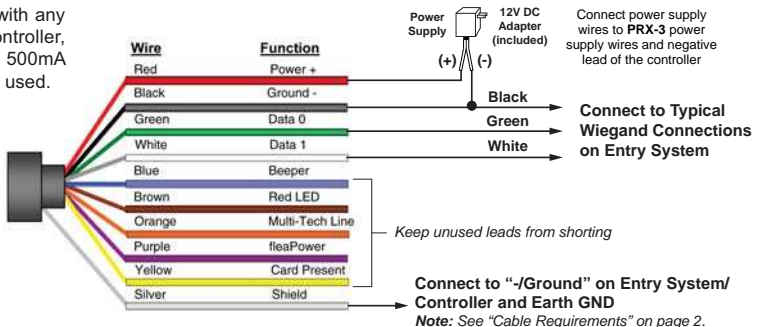 with any
ontroller,
500mA
used.
Wire Function
Red Power +
Black Ground -
Green Data 0
White Data 1
Blue Beeper
Brown Red LED
Orange Multi-Tech Line
Purple fleaPower
Yellow Card Present
Silver Shield
Power
Supply
12V DC
Adapter
(included)
(+) (-)
Connect power supply
wires to PRX-3 power
supply wires and negative
lead of the controller
Black
Green
White
Connect to Typical
Wiegand Connections
on Entry System
Keep unused leads from shorting
Connect to “-/Ground” on Entry System/
Controller and Earth GND
Note: See “Cable Requirements” on page 2.